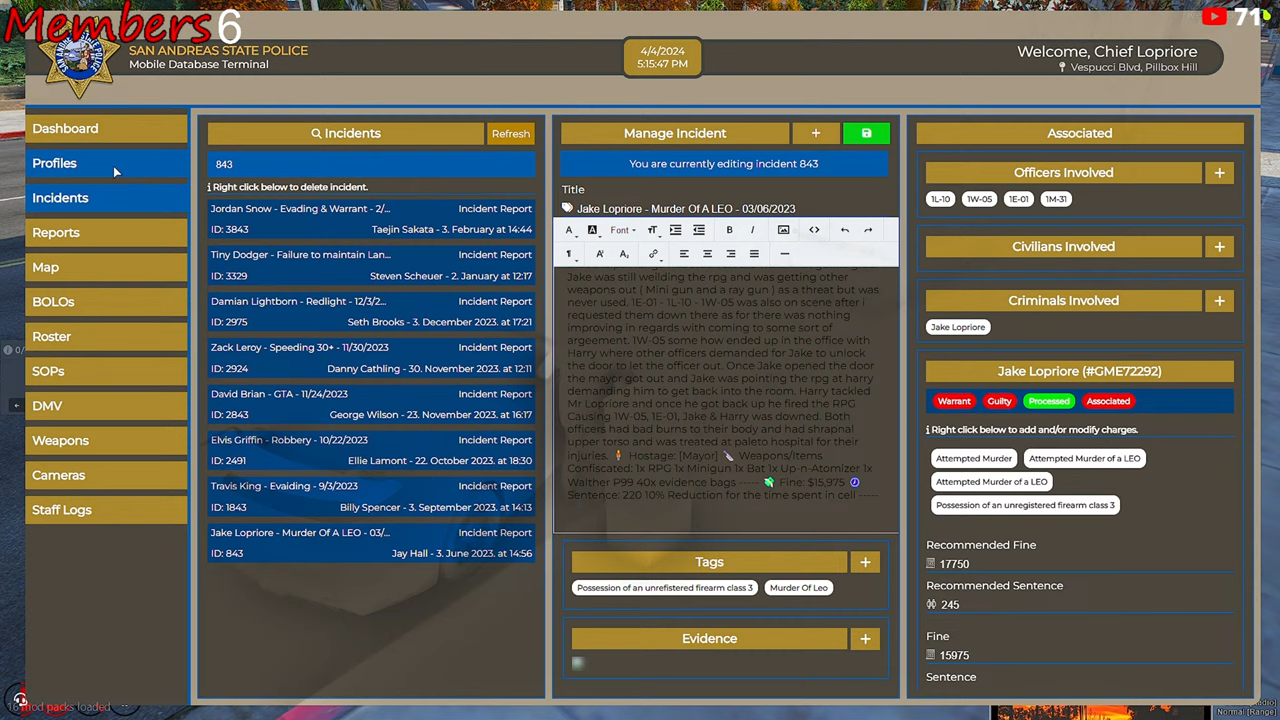 Members 6
71
SAN ANDREAS STATE POLICE
Mobile Database Terminal
4/4/2024
5:15:47 PM
Welcome, Chief Lopriore
Vespucci Blvd, Pillbox Hill
Dashboard
Profiles
Incidents
Reports
Map
BOLOs
Roster
SOPs
DMV
Weapons
Cameras
Staff Logs
Incidents
Refresh
843
Right click below to delete incident.
Jordan Snow - Evading & Warrant - 2/... Incident Report
ID: 3843 Taejin Sakata - 3. February at 14:44
Tiny Dodger - Failure to maintain Lan... Incident Report
ID: 3329 Steven Scheuer - 2. January at 12:17
Damian Lightborn - Redlight - 12/3/2... Incident Report
ID: 2975 Seth Brooks - 3. December 2023. at 17:21
Zack Leroy - Speeding 30+ - 11/30/2023 Incident Report
ID: 2924 Danny Cathling - 30. November 2023. at 12:11
David Brian - GTA - 11/24/2023 Incident Report
ID: 2843 George Wilson - 23. November 2023. at 16:17
Elvis Griffin - Robbery - 10/22/2023 Incident Report
ID: 2491 Ellie Lamont - 22. October 2023. at 18:30
Travis King - Evaiding - 9/3/2023 Incident Report
ID: 1843 Billy Spencer - 3. September 2023. at 14:13
Jake Lopriore - Murder Of A LEO - 03/... Incident Report
ID: 843 Jay Hall - 3. June 2023. at 14:56
Manage Incident
+
You are currently editing incident 843
Title
Jake Lopriore - Murder Of A LEO - 03/06/2023
Font
Jake was still weilding the rpg and was getting other
weapons out ( Mini gun and a ray gun ) as a threat but was
never used. 1E-01 - 1L-10 - 1W-05 was also on scene after i
requested them down there as for there was nothing
improving in regards with coming to some sort of
argeement. 1W-05 some how ended up in the office with
Harry where other officers demanded for Jake to unlock
the door to let the officer out. Once Jake opened the door
the mayor got out and Jake was pointing the rpg at harry
demanding him to get back into the room. Harry tackled
Mr Lopriore and once he got back up he fired the RPG
Causing 1W-05, 1E-01, Jake & Harry was downed. Both
officers had bad burns to their body and had shrapnal
upper torso and was treated at paleto hospital for their
injuries. 🧍 Hostage: [Mayor] 🔪 Weapons/Items
Confiscated: 1x RPG 1x Minigun 1x Bat 1x Up-n-Atomizer 1x
Walther P99 40x evidence bags ----- 💸 Fine: $15,975 🕖
Sentence: 220 10% Reduction for the time spent in cell -----
Tags
+
Possession of an unrefistered firearm class 3 Murder Of Leo
Evidence
+
Associated
Officers Involved
+
1L-10 1W-05 1E-01 1M-31
Civilians Involved
+
Criminals Involved
+
Jake Lopriore
Jake Lopriore (#GME72292)
Warrant Guilty Processed Associated
Right click below to add and/or modify charges.
Attempted Murder Attempted Murder of a LEO
Attempted Murder of a LEO
Possession of an unregistered firearm class 3
Recommended Fine
17750
Recommended Sentence
245
Fine
15975
Sentence
mod packs loaded
Normal [Range]